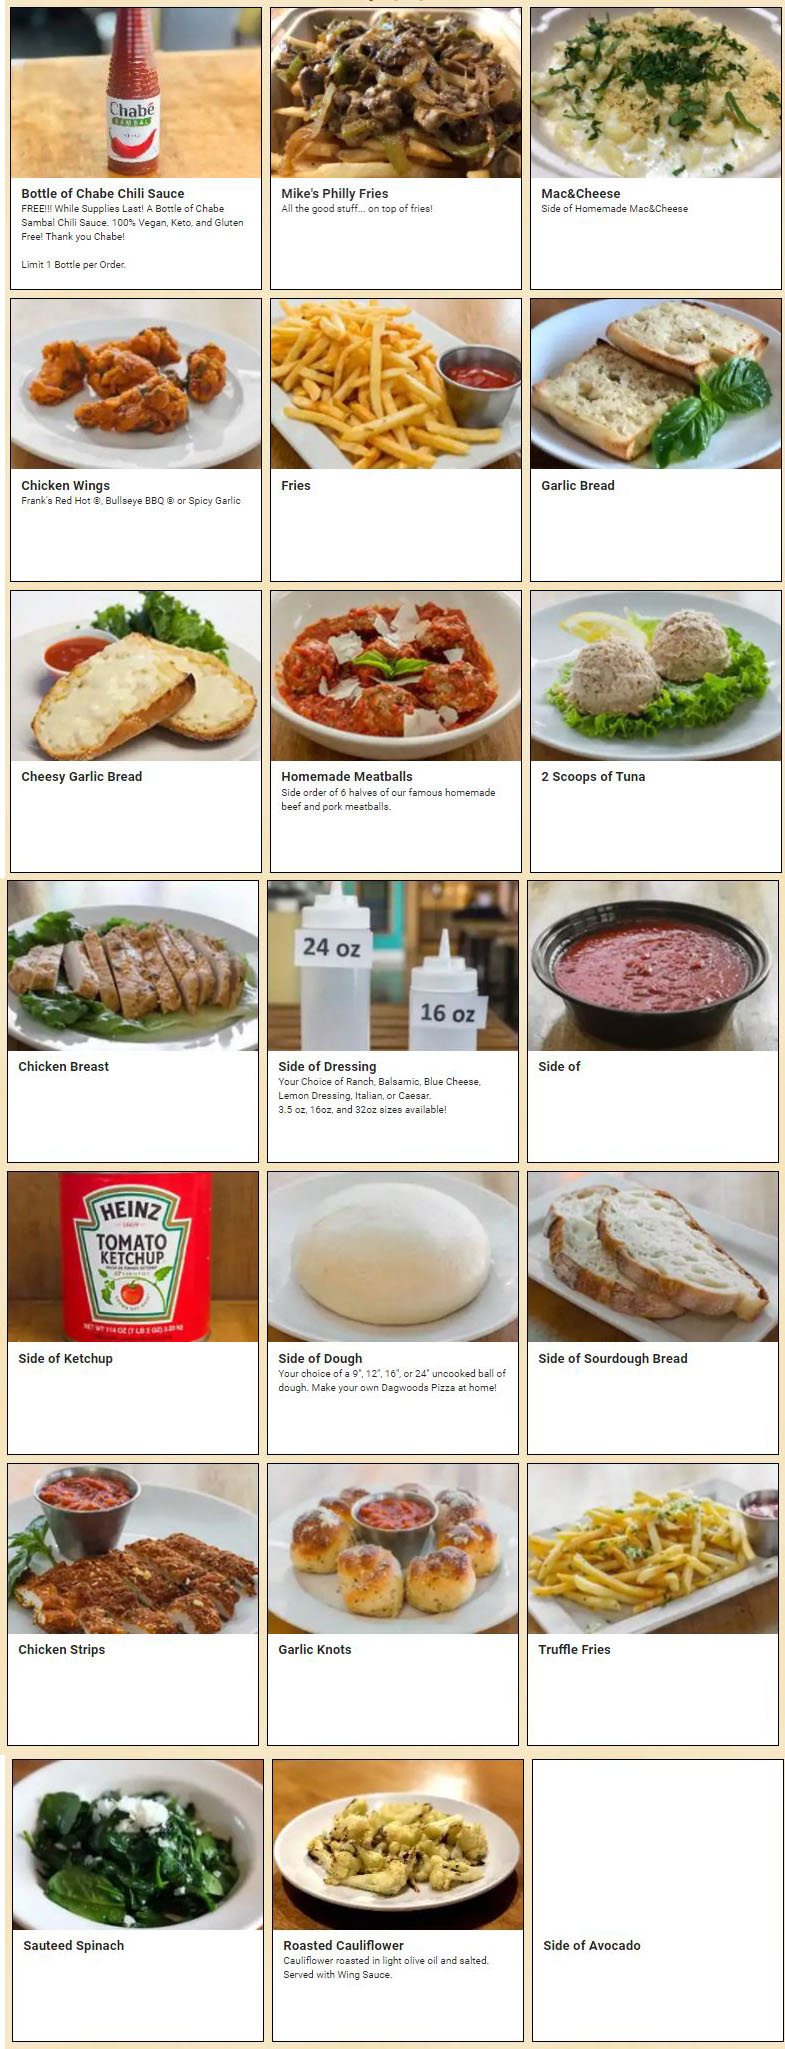 Chabé
SAMBAL
Bottle of Chabe Chili Sauce
FREE!!! While Supplies Last! A Bottle of Chabe
Sambal Chili Sauce. 100% Vegan, Keto, and Gluten
Free! Thank you Chabe!
Limit 1 Bottle per Order.
Mike's Philly Fries
All the good stuff... on top of fries!
Mac&Cheese
Side of Homemade Mac&Cheese
Chicken Wings
Frank's Red Hot ®, Bullseye BBQ ® or Spicy Garlic
Fries
Garlic Bread
Cheesy Garlic Bread
Homemade Meatballs
Side order of 6 halves of our famous homemade
beef and pork meatballs.
2 Scoops of Tuna
Chicken Breast
24 oz
16 oz
Side of Dressing
Your Choice of Ranch, Balsamic, Blue Cheese,
Lemon Dressing, Italian, or Caesar.
3.5 oz, 16oz, and 32oz sizes available!
Side of
HEINZ
TOMATO
KETCHUP
NET WT 114 OZ (7 LB 2 OZ) 3.23 kg
Side of Ketchup
Side of Dough
Your choice of a 9", 12", 16", or 24" uncooked ball of
dough. Make your own Dagwoods Pizza at home!
Side of Sourdough Bread
Chicken Strips
Garlic Knots
Truffle Fries
Sauteed Spinach
Roasted Cauliflower
Cauliflower roasted in light olive oil and salted.
Served with Wing Sauce.
Side of Avocado